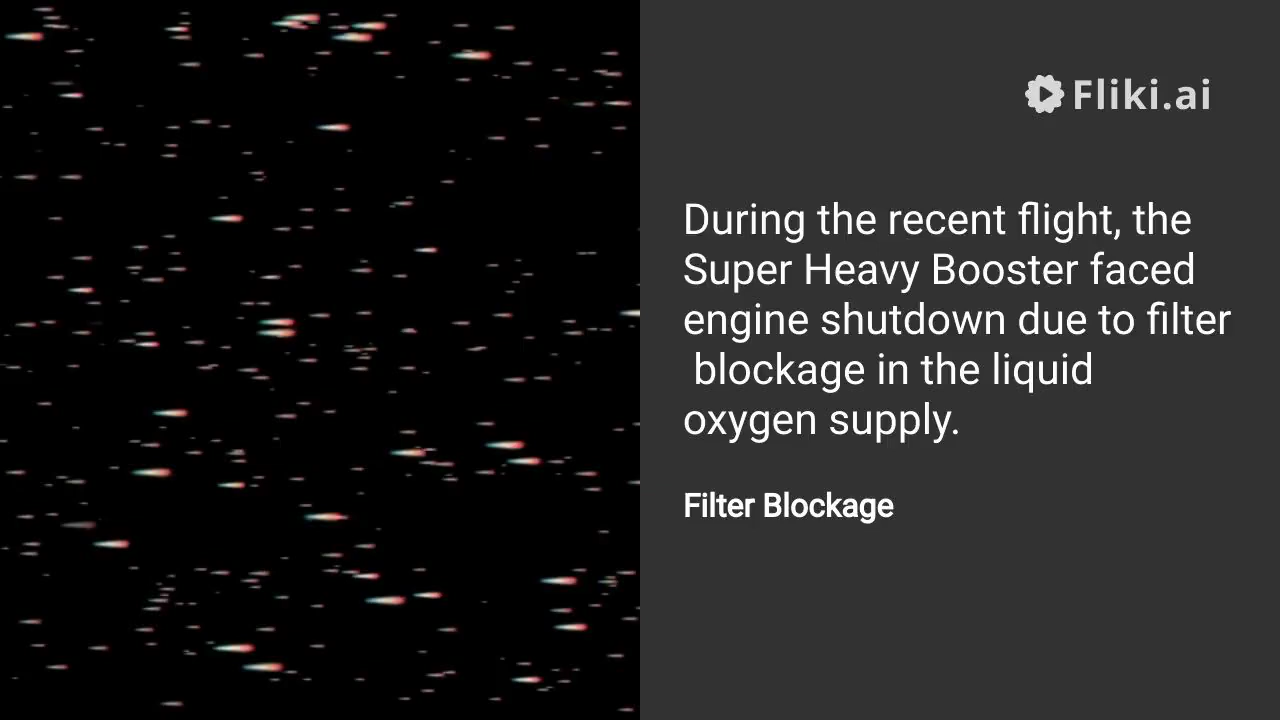 Fliki.ai
During the recent flight, the
Super Heavy Booster faced
engine shutdown due to filter
blockage in the liquid
oxygen supply.
Filter Blockage